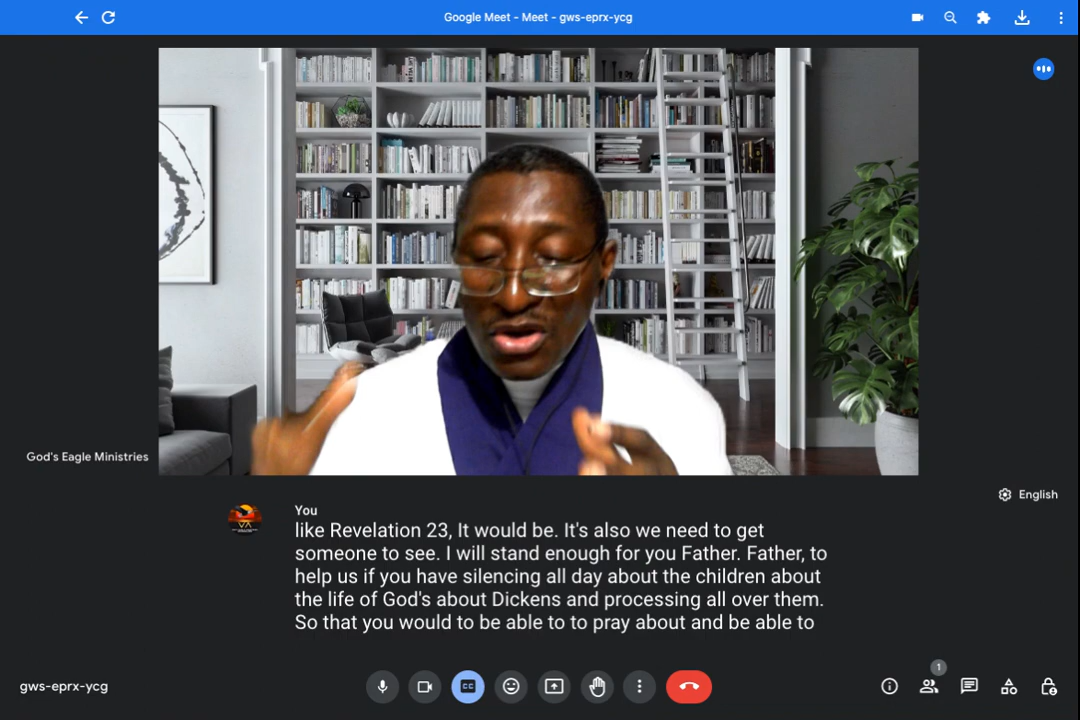 Google Meet - Meet - gws-eprx-ycg
God's Eagle Ministries
English
You
like Revelation 23, It would be. It's also we need to get
someone to see. I will stand enough for you Father. Father, to
help us if you have silencing all day about the children about
the life of God's about Dickens and processing all over them.
So that you would to be able to to pray about and be able to
gws-eprx-ycg
CC
1